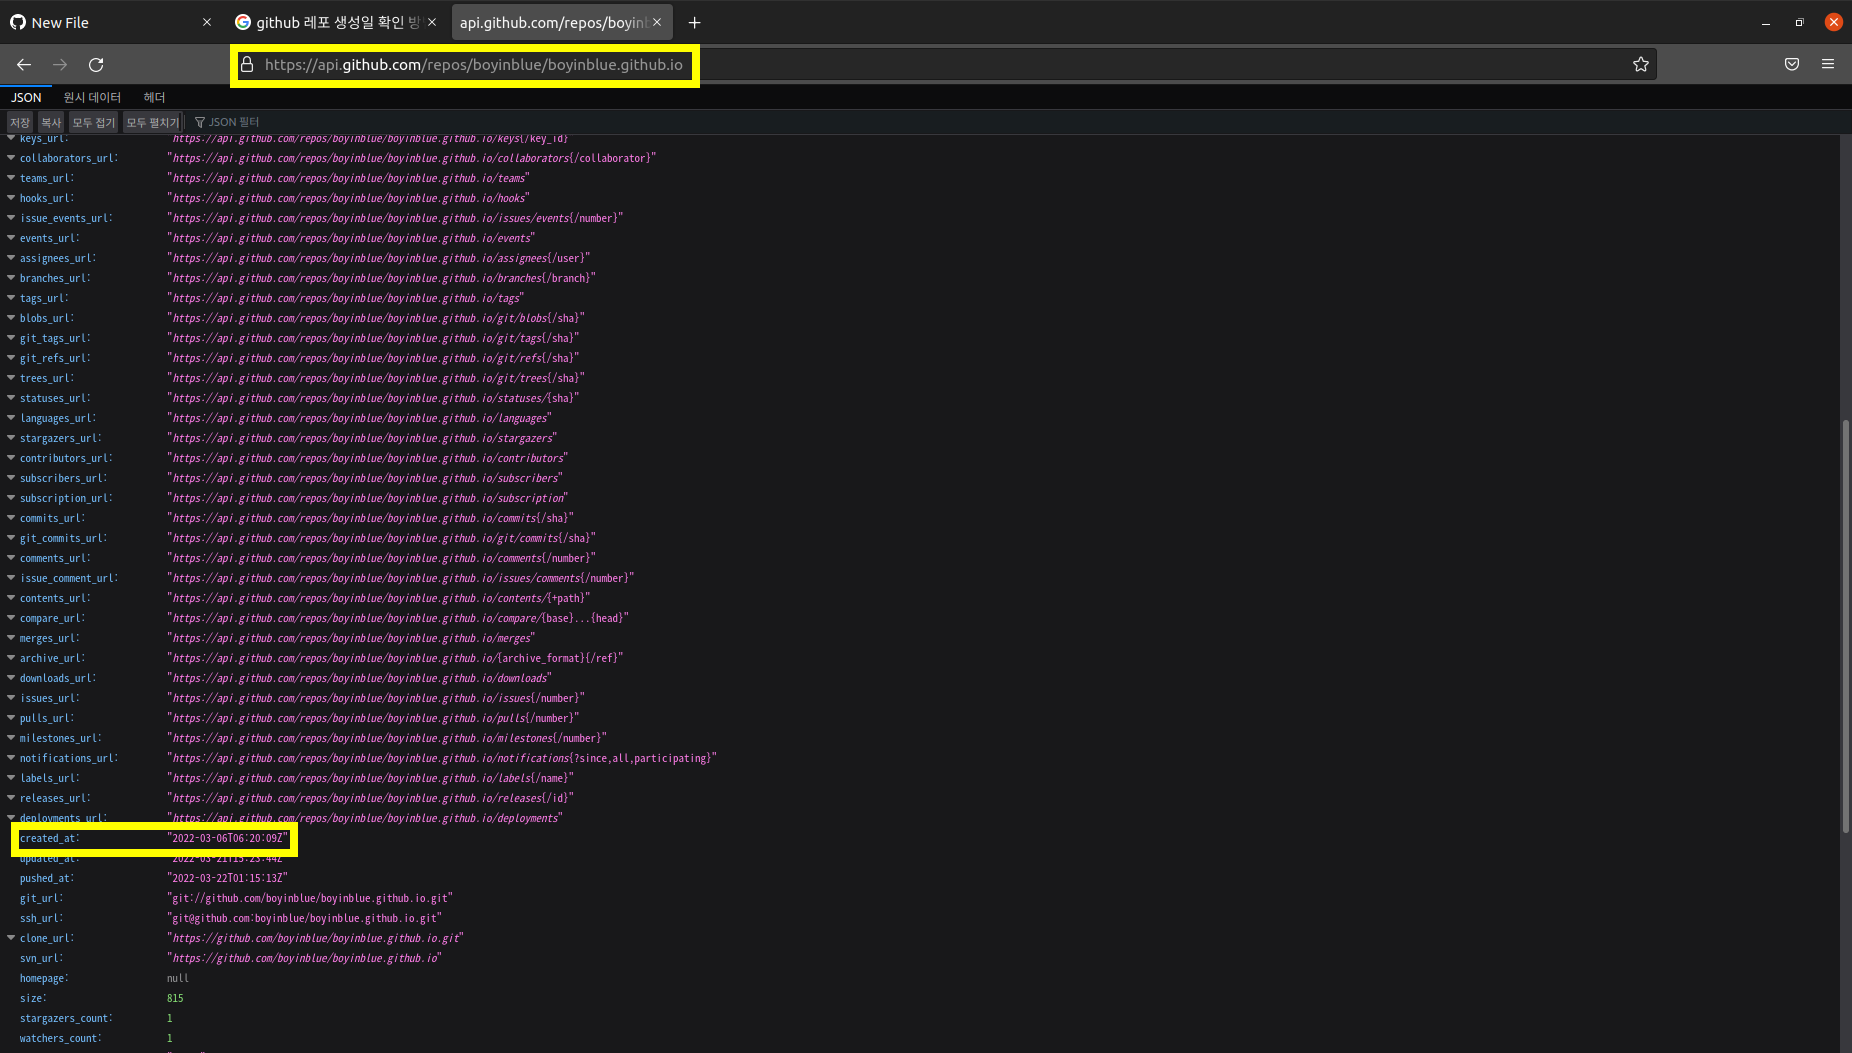 New File
github 레포 생성일 확인 방
api.github.com/repos/boyinb
https://api.github.com/repos/boyinblue/boyinblue.github.io
JSON 원시 데이터 헤더
저장 복사 모두 접기 모두 펼치기 JSON 필터
keys_url: "https://api.github.com/repos/boyinblue/boyinblue.github.io/keys{/key_id}
collaborators_url: "https://api.github.com/repos/boyinblue/boyinblue.github.io/collaborators{/collaborator}"
teams_url: "https://api.github.com/repos/boyinblue/boyinblue.github.io/teams"
hooks_url: "https://api.github.com/repos/boyinblue/boyinblue.github.io/hooks"
issue_events_url: "https://api.github.com/repos/boyinblue/boyinblue.github.io/issues/events{/number}"
events_url: "https://api.github.com/repos/boyinblue/boyinblue.github.io/events"
assignees_url: "https://api.github.com/repos/boyinblue/boyinblue.github.io/assignees{/user}"
branches_url: "https://api.github.com/repos/boyinblue/boyinblue.github.io/branches{/branch}"
tags_url: "https://api.github.com/repos/boyinblue/boyinblue.github.io/tags"
blobs_url: "https://api.github.com/repos/boyinblue/boyinblue.github.io/git/blobs{/sha}"
git_tags_url: "https://api.github.com/repos/boyinblue/boyinblue.github.io/git/tags{/sha}"
git_refs_url: "https://api.github.com/repos/boyinblue/boyinblue.github.io/git/refs{/sha}"
trees_url: "https://api.github.com/repos/boyinblue/boyinblue.github.io/git/trees{/sha}"
statuses_url: "https://api.github.com/repos/boyinblue/boyinblue.github.io/statuses/{sha}"
languages_url: "https://api.github.com/repos/boyinblue/boyinblue.github.io/languages"
stargazers_url: "https://api.github.com/repos/boyinblue/boyinblue.github.io/stargazers"
contributors_url: "https://api.github.com/repos/boyinblue/boyinblue.github.io/contributors"
subscribers_url: "https://api.github.com/repos/boyinblue/boyinblue.github.io/subscribers"
subscription_url: "https://api.github.com/repos/boyinblue/boyinblue.github.io/subscription"
commits_url: "https://api.github.com/repos/boyinblue/boyinblue.github.io/commits{/sha}"
git_commits_url: "https://api.github.com/repos/boyinblue/boyinblue.github.io/git/commits{/sha}"
comments_url: "https://api.github.com/repos/boyinblue/boyinblue.github.io/comments{/number}"
issue_comment_url: "https://api.github.com/repos/boyinblue/boyinblue.github.io/issues/comments{/number}"
contents_url: "https://api.github.com/repos/boyinblue/boyinblue.github.io/contents/{+path}"
compare_url: "https://api.github.com/repos/boyinblue/boyinblue.github.io/compare/{base}...{head}"
merges_url: "https://api.github.com/repos/boyinblue/boyinblue.github.io/merges"
archive_url: "https://api.github.com/repos/boyinblue/boyinblue.github.io/{archive_format}{/ref}"
downloads_url: "https://api.github.com/repos/boyinblue/boyinblue.github.io/downloads"
issues_url: "https://api.github.com/repos/boyinblue/boyinblue.github.io/issues{/number}"
pulls_url: "https://api.github.com/repos/boyinblue/boyinblue.github.io/pulls{/number}"
milestones_url: "https://api.github.com/repos/boyinblue/boyinblue.github.io/milestones{/number}"
notifications_url: "https://api.github.com/repos/boyinblue/boyinblue.github.io/notifications{?since,all,participating}"
labels_url: "https://api.github.com/repos/boyinblue/boyinblue.github.io/labels{/name}"
releases_url: "https://api.github.com/repos/boyinblue/boyinblue.github.io/releases{/id}"
deployments_url: "https://api.github.com/repos/boyinblue/boyinblue.github.io/deployments"
created_at: "2022-03-06T06:20:09Z"
updated_at: "2022-03-21T15:23:44Z"
pushed_at: "2022-03-22T01:15:13Z"
git_url: "git://github.com/boyinblue/boyinblue.github.io.git"
ssh_url: "git@github.com:boyinblue/boyinblue.github.io.git"
clone_url: "https://github.com/boyinblue/boyinblue.github.io.git"
svn_url: "https://github.com/boyinblue/boyinblue.github.io"
homepage: null
size: 815
stargazers_count: 1
watchers_count: 1